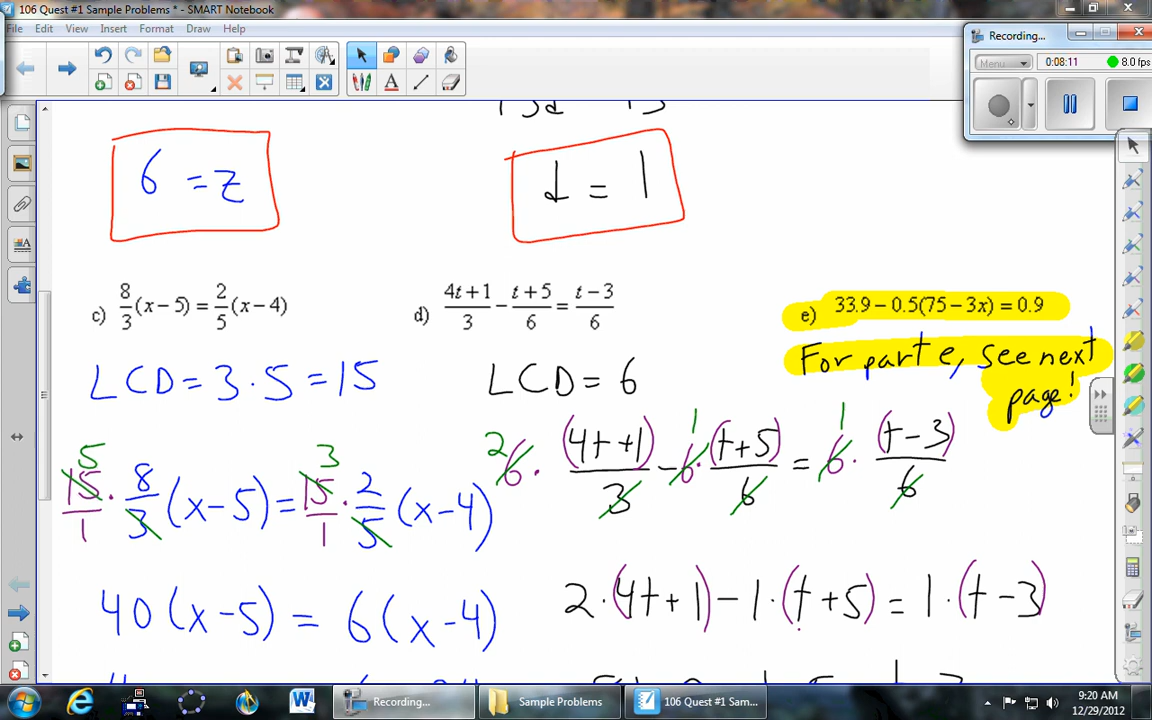 106 Quest #1 Sample Problems * - SMART Notebook
File Edit View Insert Format Draw Help
Recording...
Menu
0:08:11
8.0 fps
6 = z
d = 1
c) 8/3(x−5) = 2/5(x−4)
d) 4t+1/3 − t+5/6 = t−3/6
e) 33.9 − 0.5(75 − 3x) = 0.9
For part e, see next
page!
LCD = 3·5 = 15
LCD = 6
5 3
15/1 · 8/3 (x−5) = 15/1 · 2/5 (x−4)
2 1 1
6 · (4t+1)/3 − 6 · (t+5)/6 = 6 · (t−3)/6
40(x−5) = 6(x−4)
2·(4t+1) − 1·(t+5) = 1·(t−3)
Recording...
Sample Problems
106 Quest #1 Sam...
9:20 AM
12/29/2012